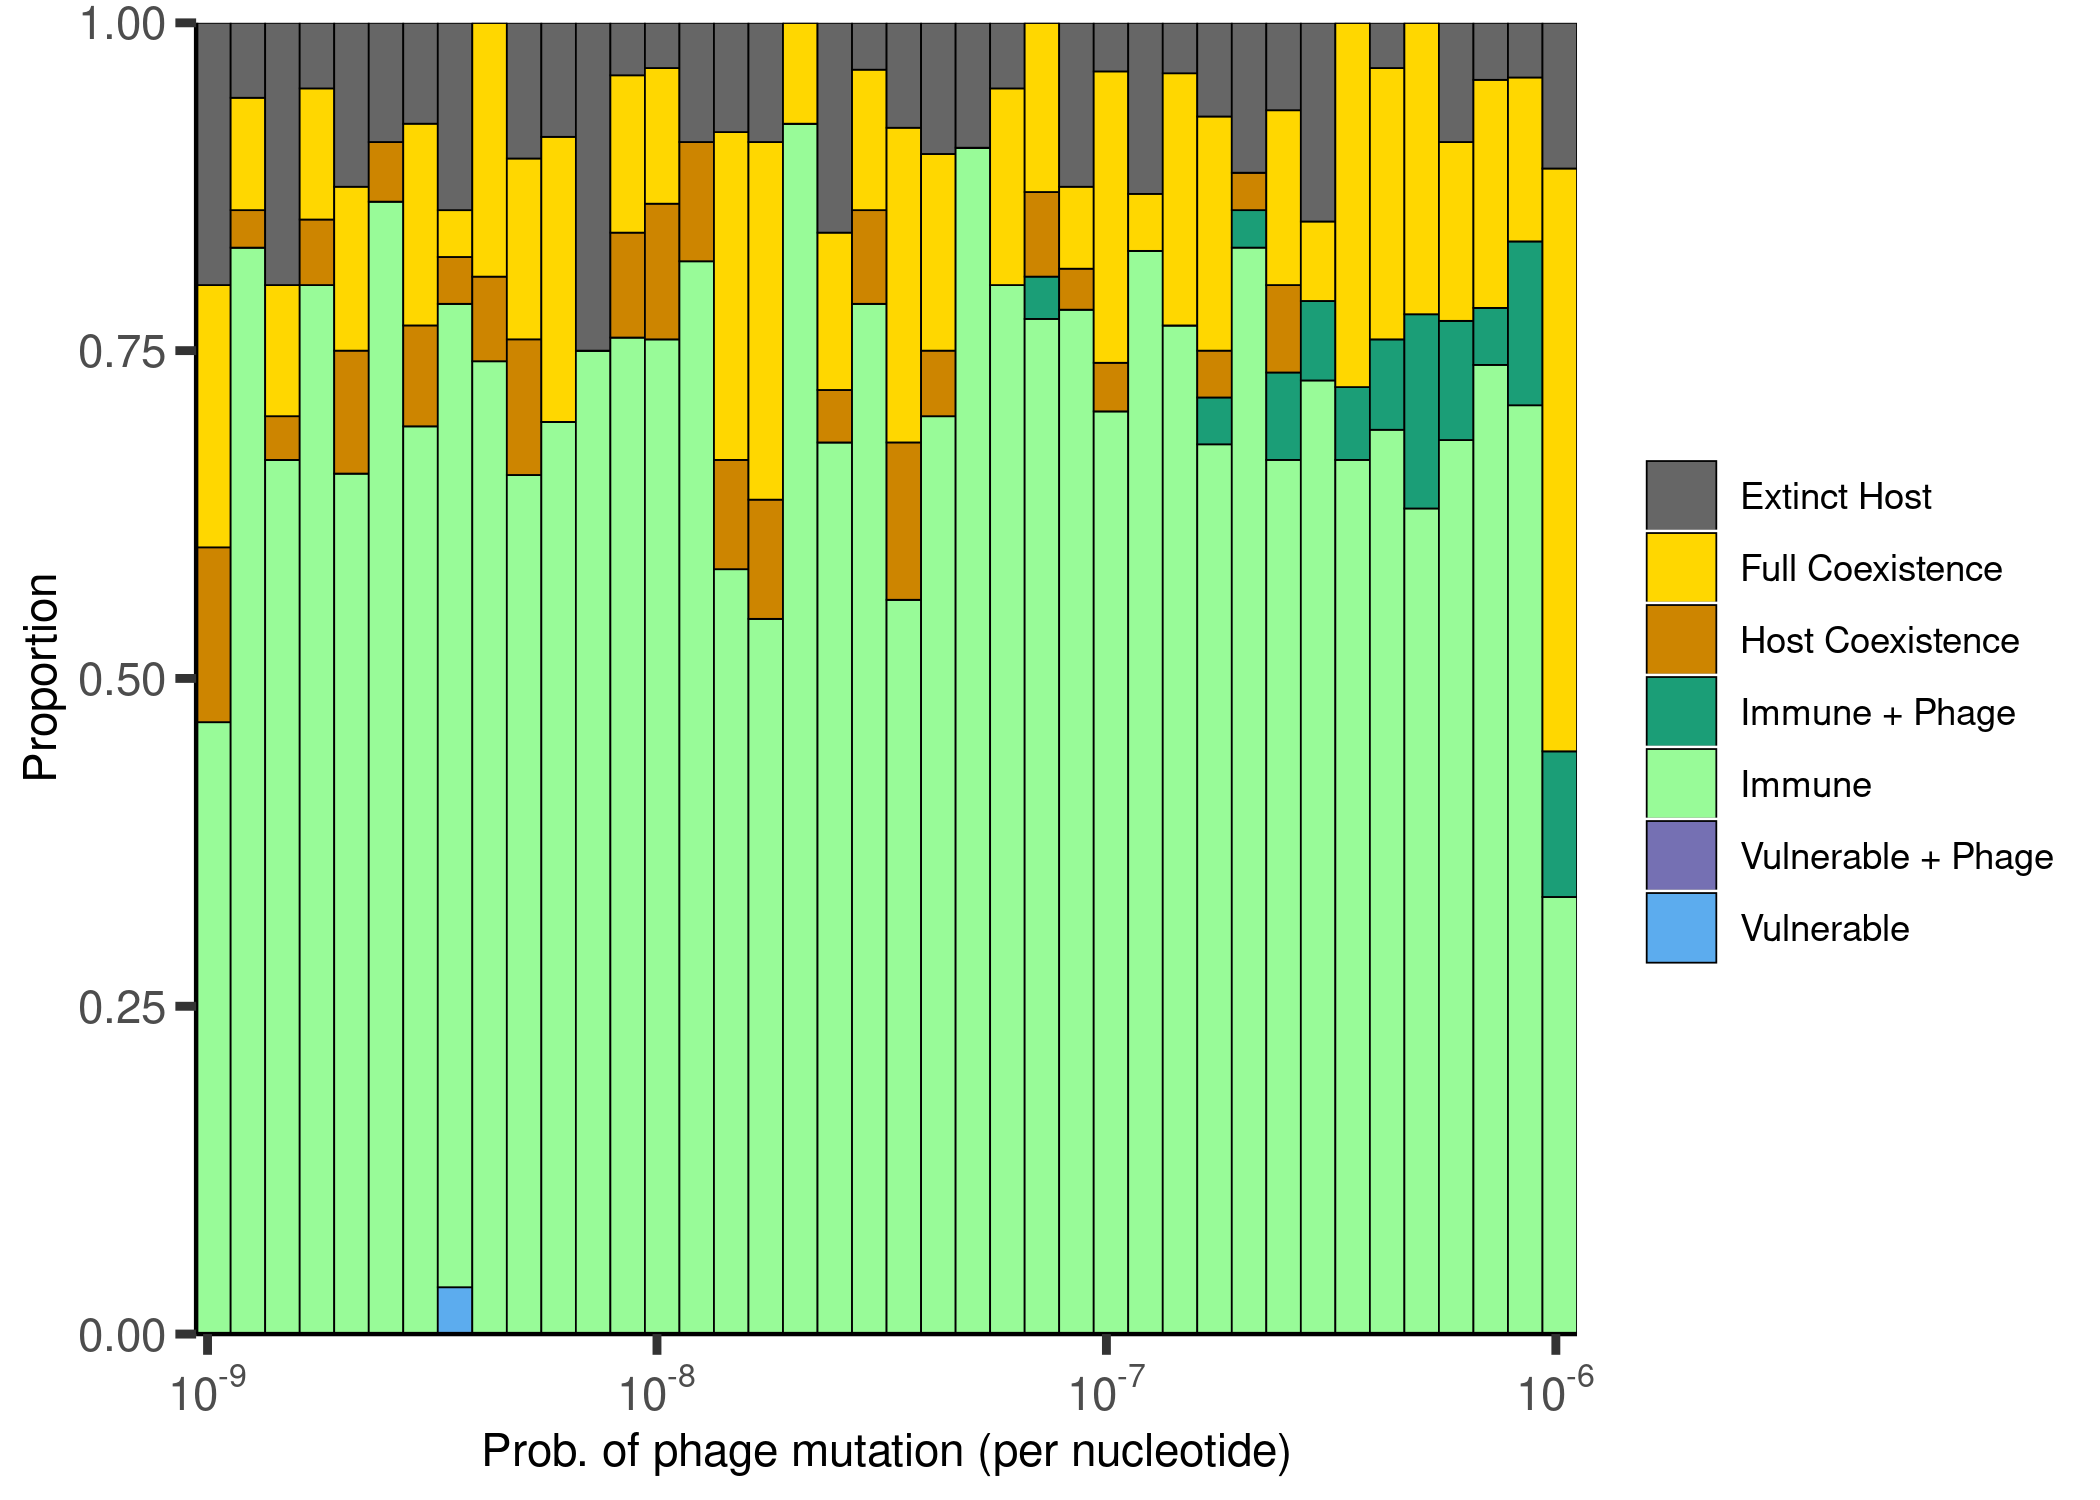 1.00
0.75
0.50
0.25
0.00
Proportion
10-9
10-8
10-7
10-6
Prob. of phage mutation (per nucleotide)
Extinct Host
Full Coexistence
Host Coexistence
Immune + Phage
Immune
Vulnerable + Phage
Vulnerable